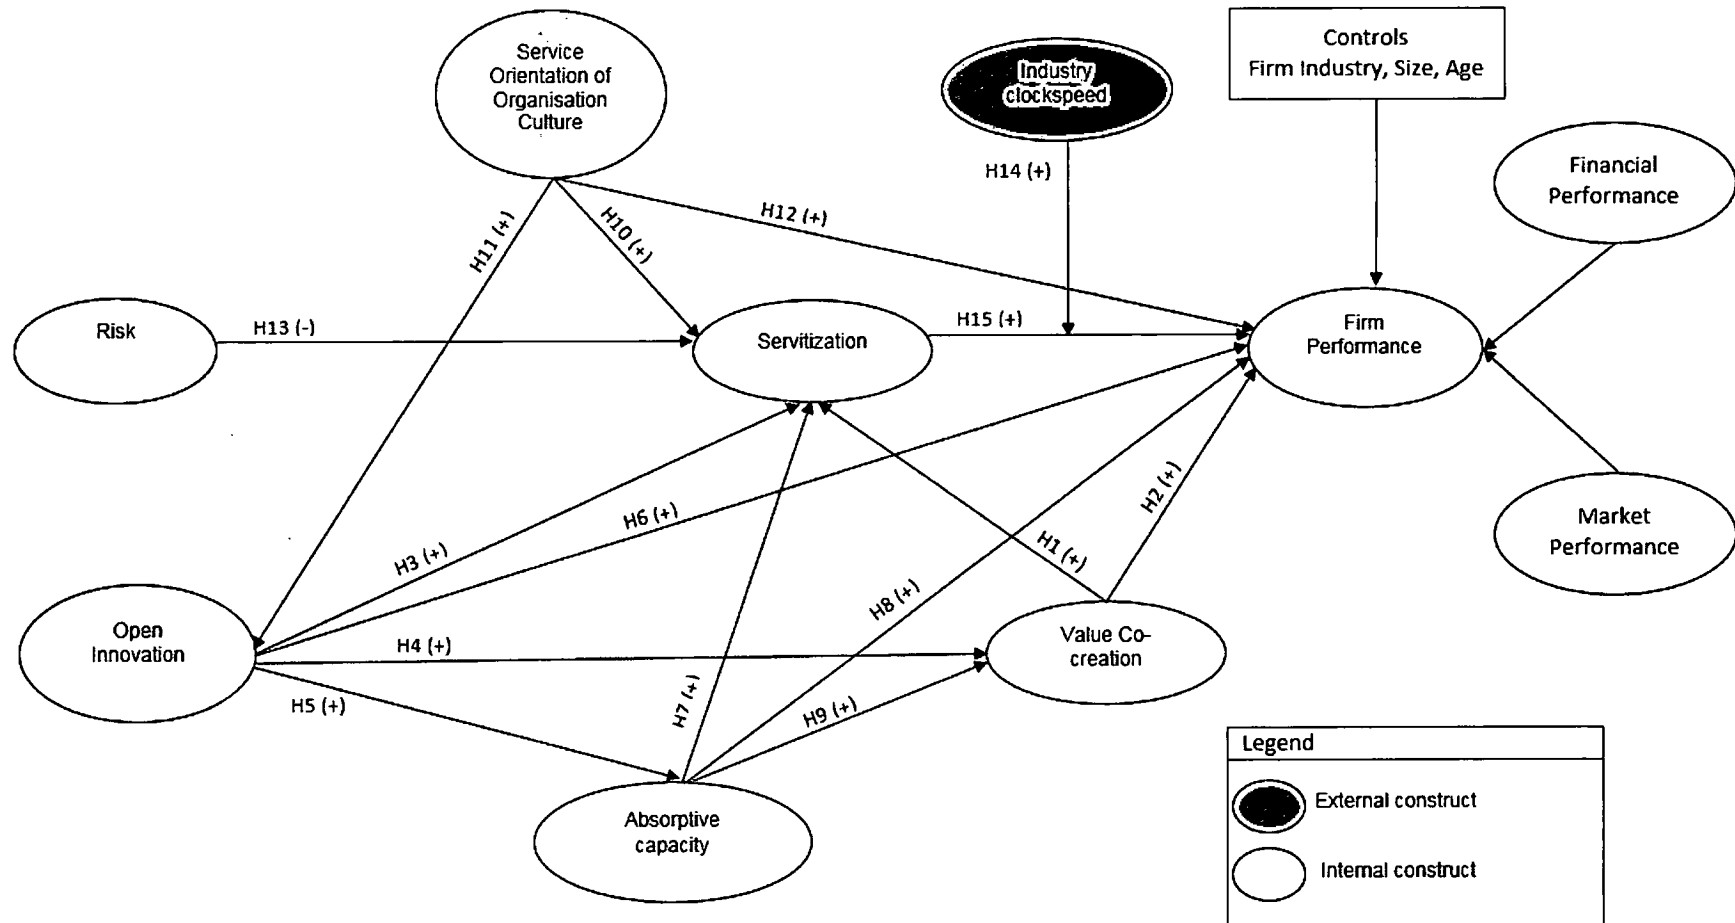 Service
Orientation of
Organisation
Culture
Industry
clockspeed
Controls
Firm Industry, Size, Age
Financial
Performance
H14 (+)
H12 (+)
H10 (+)
H11 (+)
Risk
H13 (-)
Servitization
H15 (+)
Firm
Performance
H6 (+)
H2 (+)
H3 (+)
H1 (+)
Market
Performance
H8 (+)
Open
Innovation
H4 (+)
Value Co-
creation
H5 (+)
H7 (+)
H9 (+)
Absorptive
capacity
Legend
External construct
Internal construct